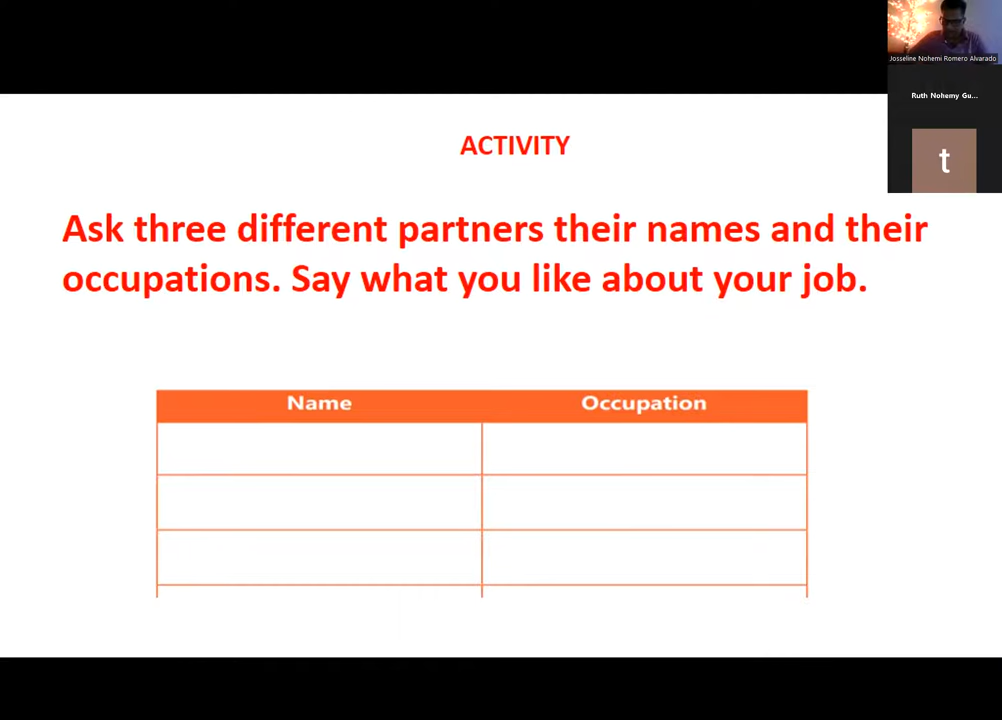 Josseline Nohemi Romero Alvarado
Ruth Nohemy Gu...
t
ACTIVITY
Ask three different partners their names and their
occupations. Say what you like about your job.
Name Occupation